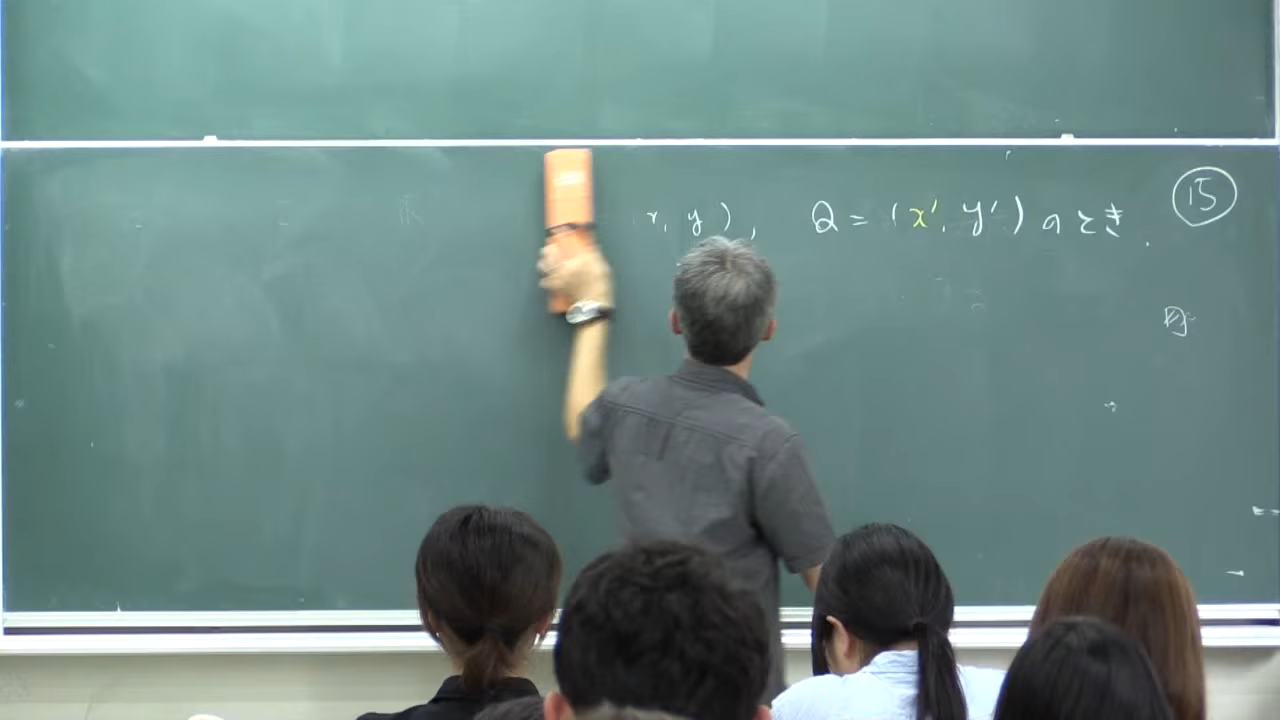 x, y), Q = (x', y') のとき
⑮